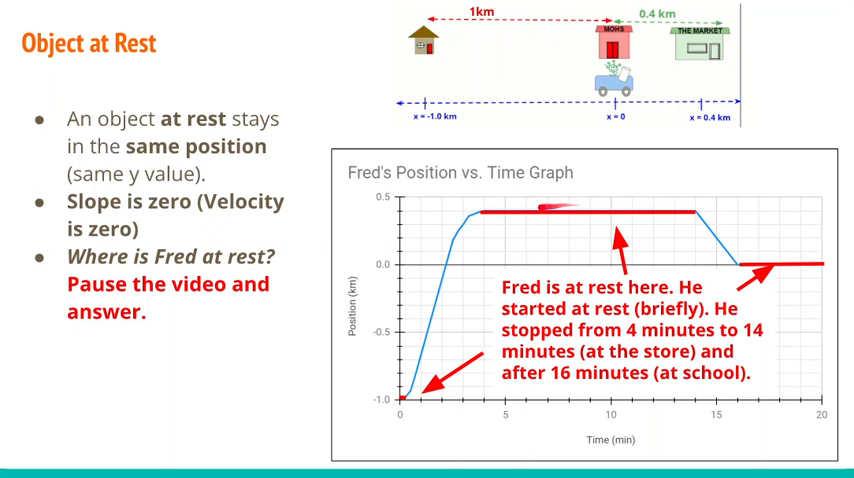 Object at Rest
● An object at rest stays
in the same position
(same y value).
● Slope is zero (Velocity
is zero)
● Where is Fred at rest?
Pause the video and
answer.
1km
0.4 km
MOHS
THE MARKET
x = -1.0 km
x = 0
x = 0.4 km
Fred's Position vs. Time Graph
Position (km)
0.5
0.0
-0.5
-1.0
Fred is at rest here. He
started at rest (briefly). He
stopped from 4 minutes to 14
minutes (at the store) and
after 16 minutes (at school).
0 5 10 15 20
Time (min)